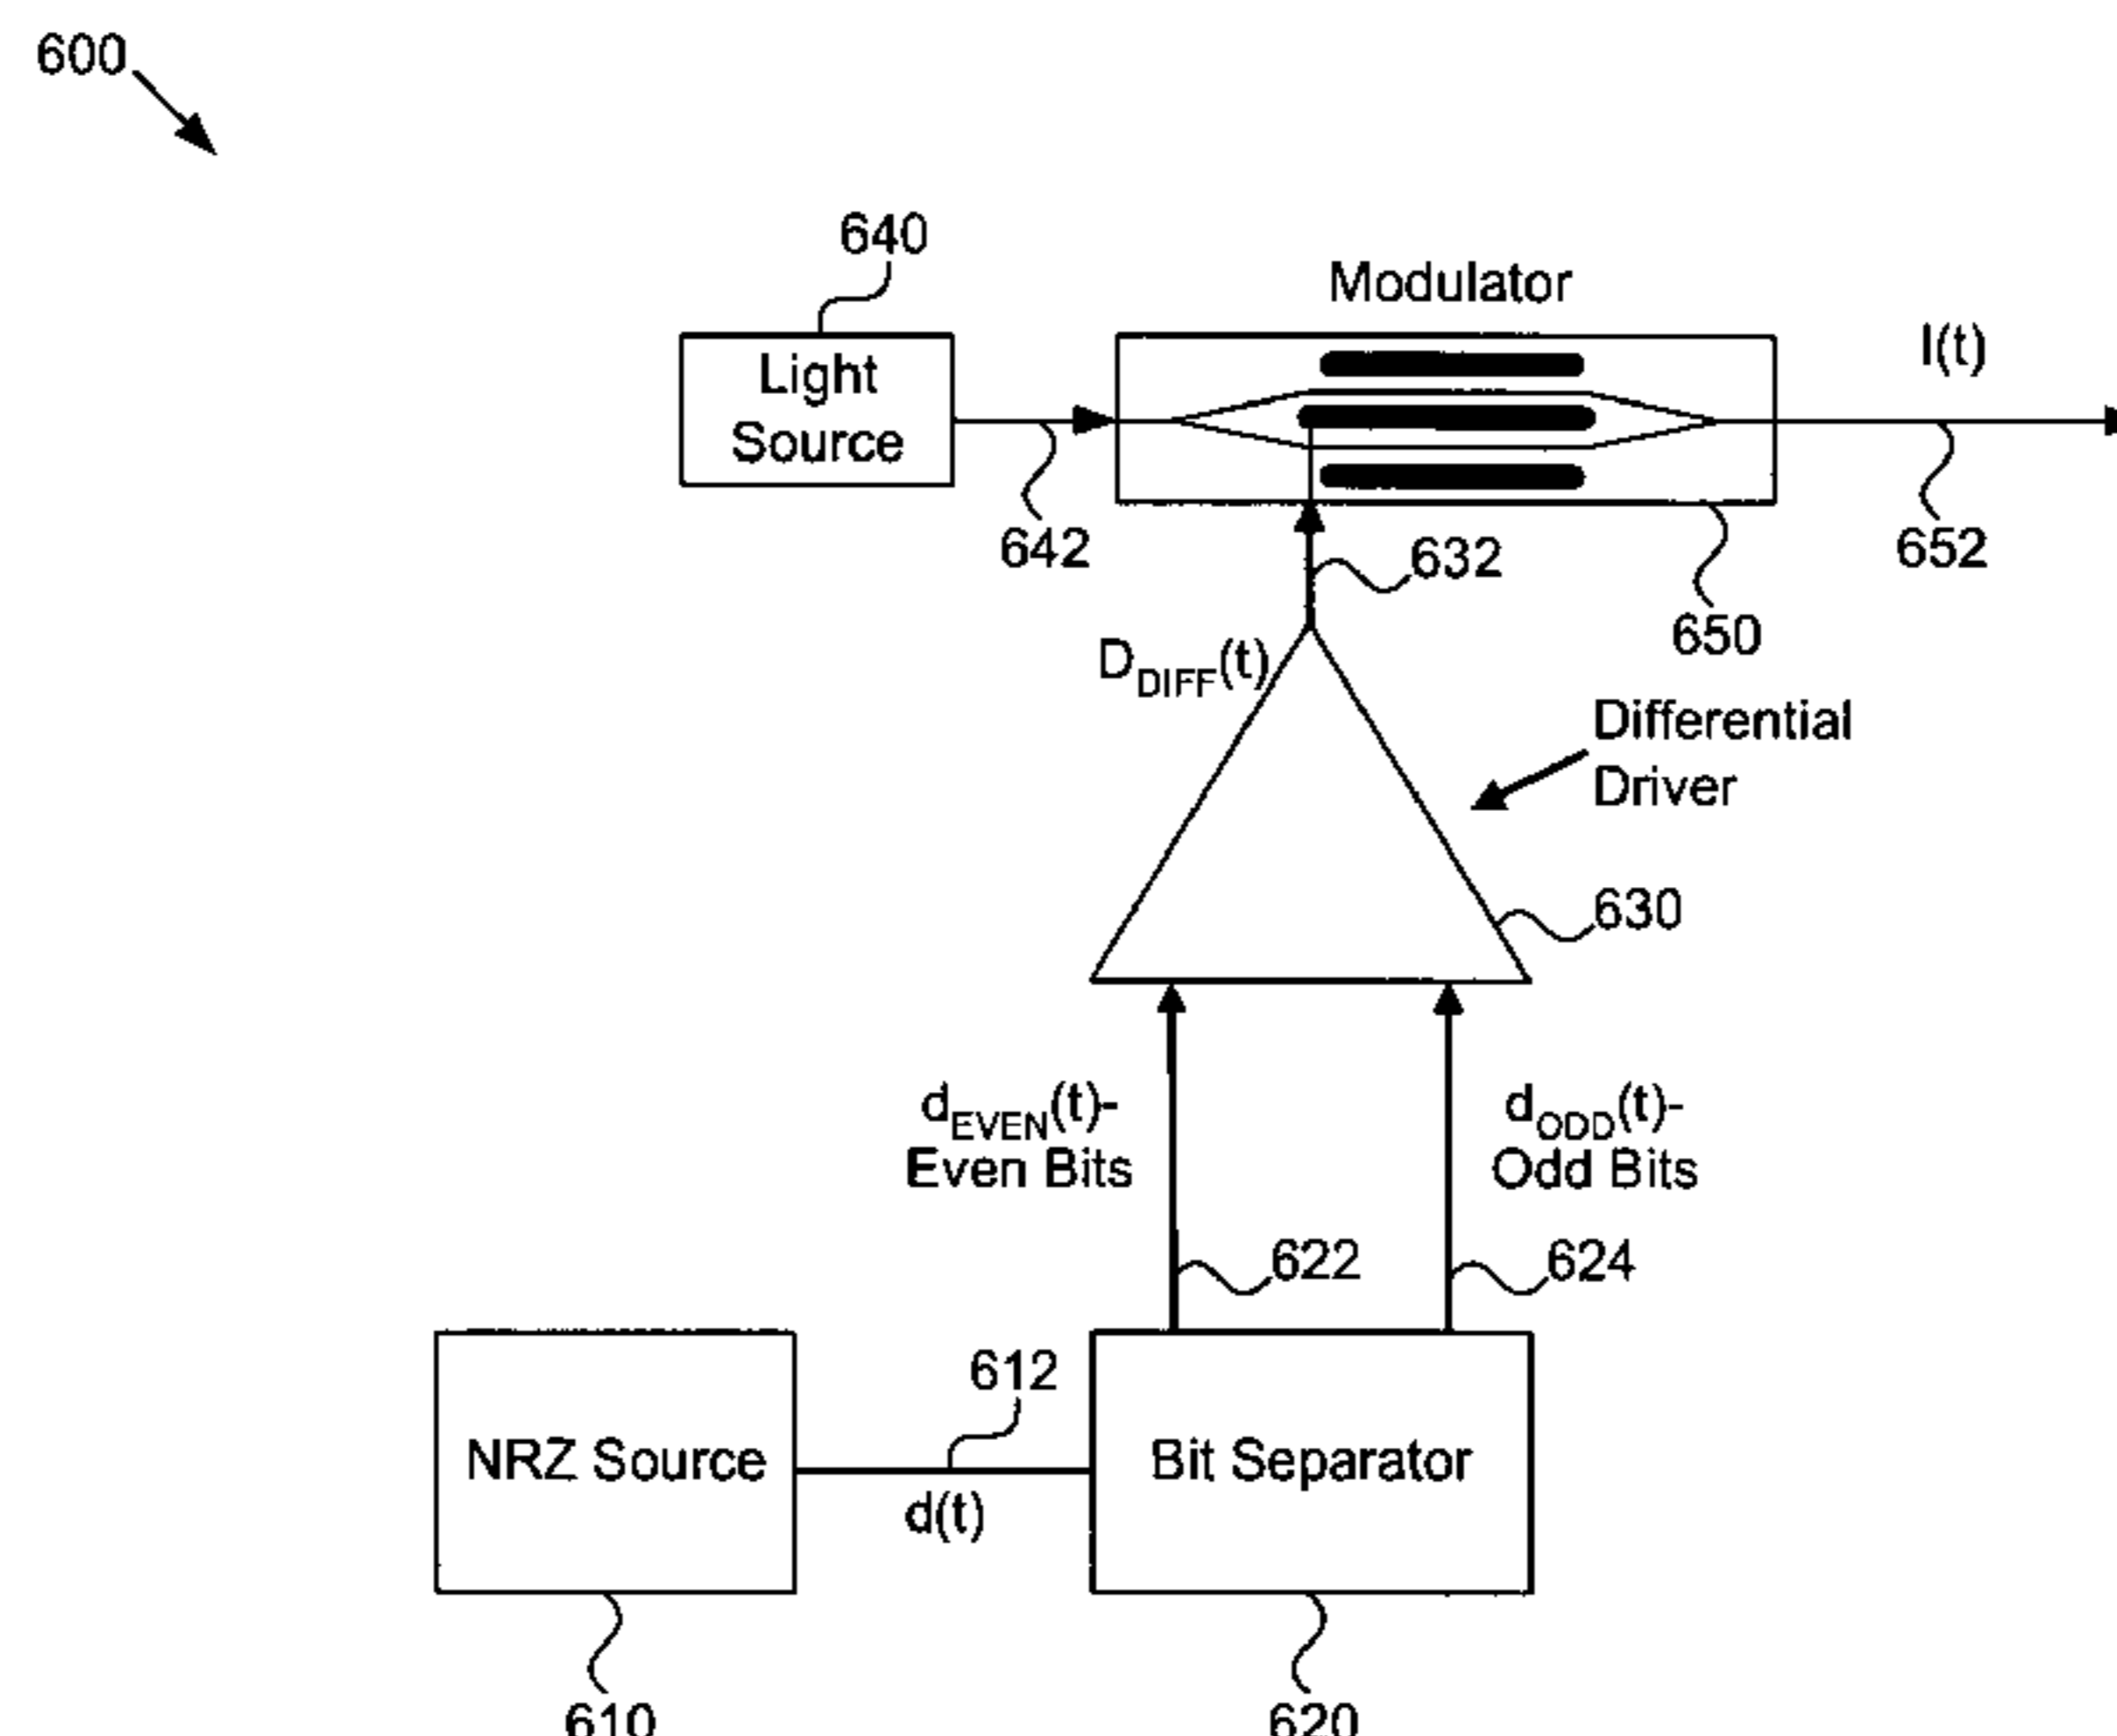 600
640
Modulator
Light
Source
I(t)
642
632
652
650
D_DIFF(t)
Differential
Driver
630
d_EVEN(t)-
Even Bits
d_ODD(t)-
Odd Bits
622
624
612
NRZ Source
Bit Separator
d(t)
610
620